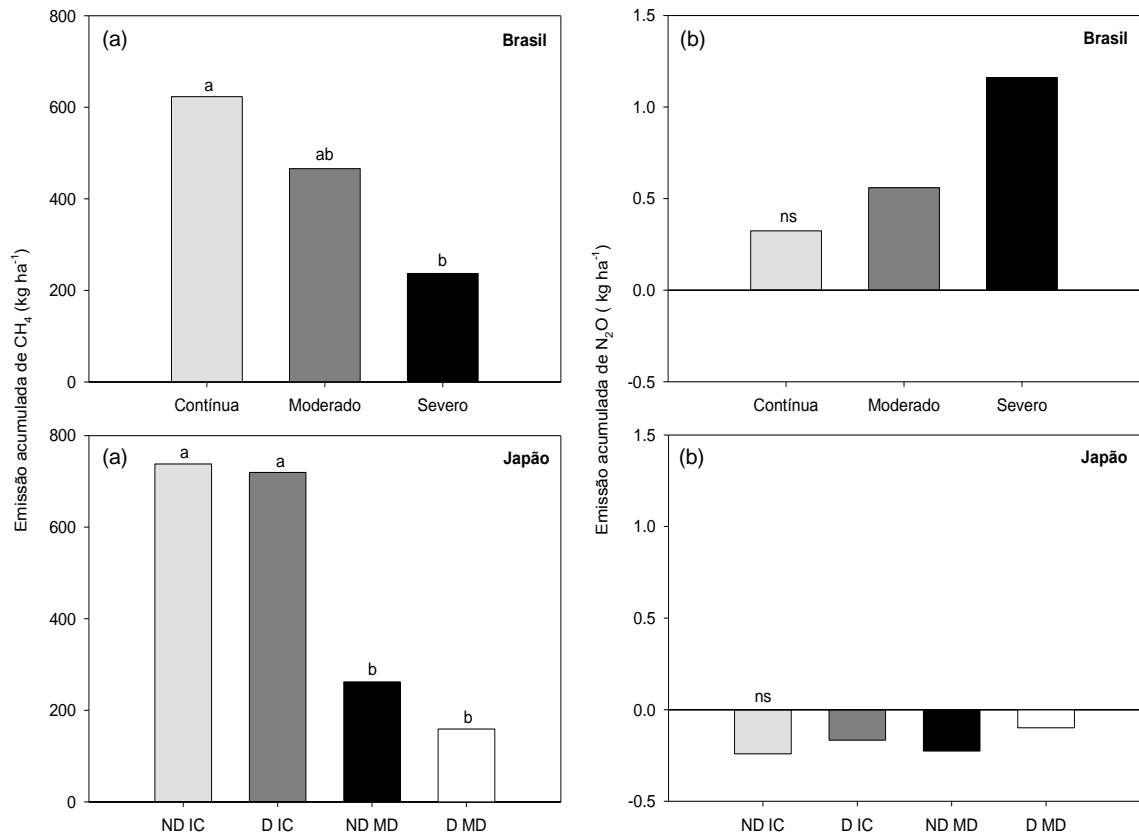 (a)
Brasil
800
600
400
200
0
a
ab
b
Contínua Moderado Severo
(b)
Brasil
1.5
1.0
0.5
0.0
-0.5
ns
Contínua Moderado Severo
Emissão acumulada de CH₄ (kg ha⁻¹)
Emissão acumulada de N₂O ( kg ha⁻¹)
(a)
Japão
800
600
400
200
0
a
a
b
b
ND IC D IC ND MD D MD
(b)
Japão
1.5
1.0
0.5
0.0
-0.5
ns
ND IC D IC ND MD D MD